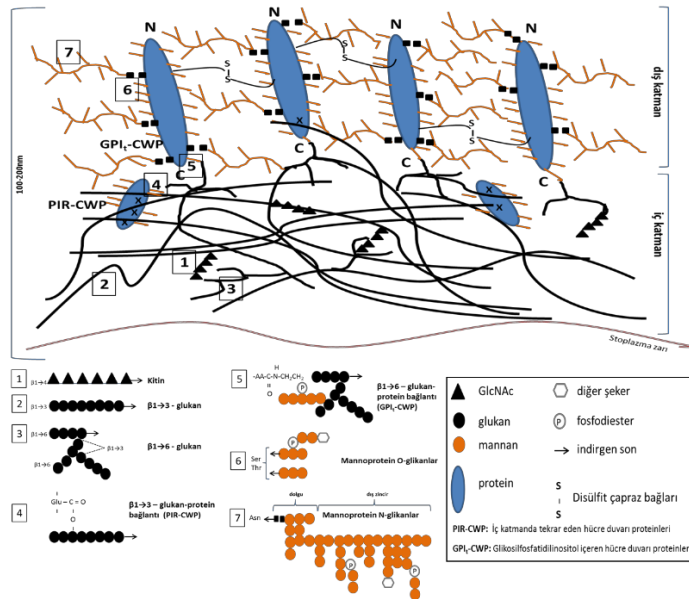 N
N
N
N
7
6
S
S
S
S
S
S
GPIt-CWP
C
C
C
C
5
4
PIR-CWP
x
x
x
x
x
x
1
2
3
100-200nm
dış katman
iç katman
Stoplazma zarı
1
β1→4
Kitin
2
β1→3
β1→3 - glukan
3
β1→6
β1→3
β1→6
β1→6 - glukan
4
Glu – C = O
O
β1→3 – glukan-protein
bağlantı (PIR-CWP)
5
H
-AA-C-N-CH2CH2
O
P
β1→6 – glukan-
protein bağlantı
(GPIt-CWP)
6
P
Ser
Thr
Mannoprotein O-glikanlar
7
dolgu
dış zincir
Mannoprotein N-glikanlar
Asn
P
P
GlcNAc
diğer şeker
glukan
P
fosfodiester
mannan
indirgen son
protein
S
S
Disülfit çapraz bağları
PIR-CWP: İç katmanda tekrar eden hücre duvarı proteinleri
GPIt-CWP: Glikosilfosfatidilinositol içeren hücre duvarı proteinler